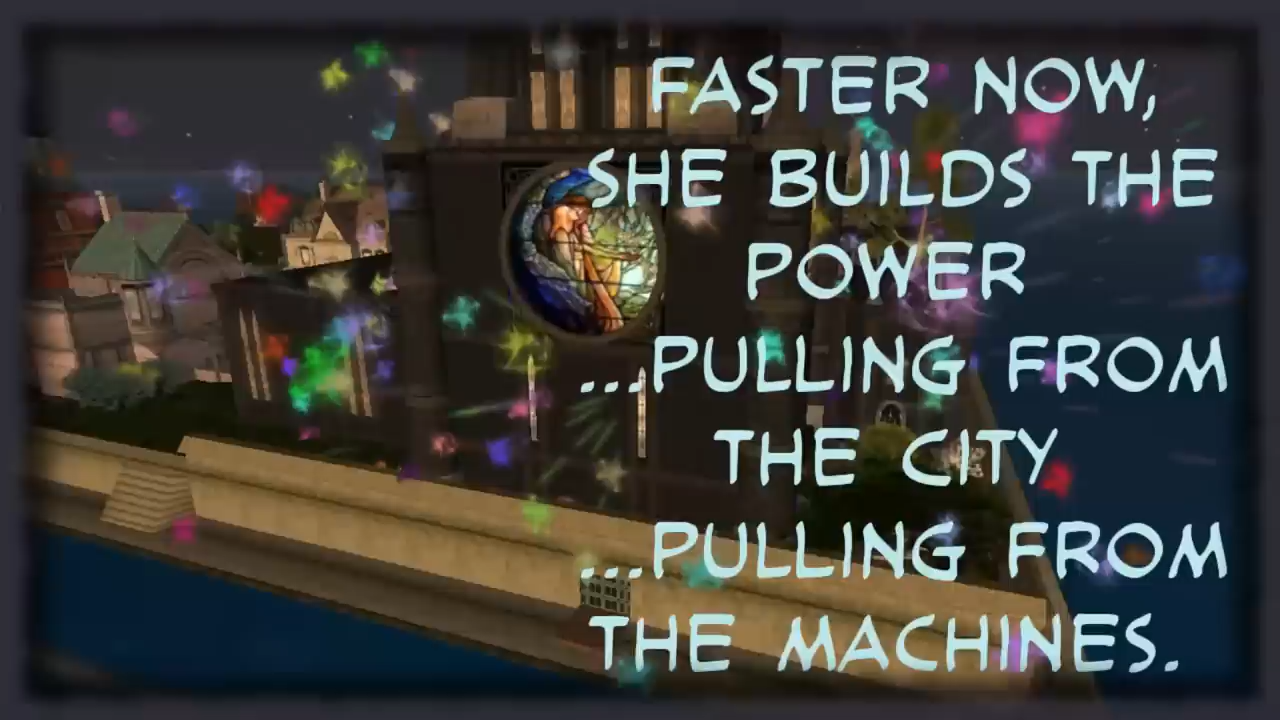 FASTER NOW,
SHE BUILDS THE
POWER
...PULLING FROM
THE CITY
...PULLING FROM
THE MACHINES.